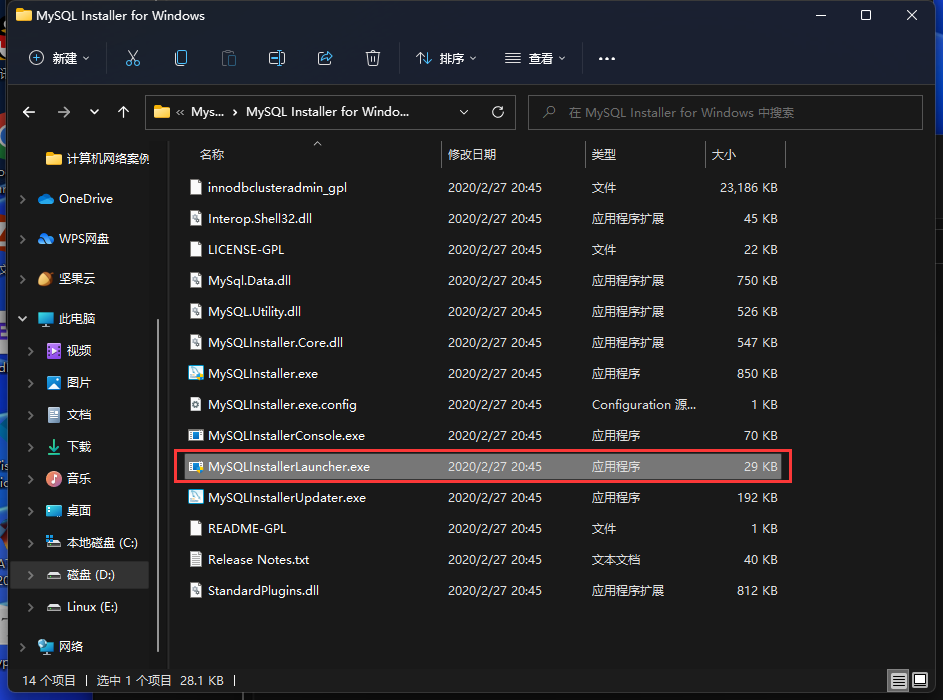 MySQL Installer for Windows
新建 排序 查看
« Mys... › MySQL Installer for Windo... 在 MySQL Installer for Windows 中搜索
计算机网络案例
OneDrive
WPS网盘
坚果云
此电脑
视频
图片
文档
下载
音乐
桌面
本地磁盘 (C:)
磁盘 (D:)
Linux (E:)
网络
名称 修改日期 类型 大小
innodbclusteradmin_gpl 2020/2/27 20:45 文件 23,186 KB
Interop.Shell32.dll 2020/2/27 20:45 应用程序扩展 45 KB
LICENSE-GPL 2020/2/27 20:45 文件 22 KB
MySql.Data.dll 2020/2/27 20:45 应用程序扩展 750 KB
MySQL.Utility.dll 2020/2/27 20:45 应用程序扩展 526 KB
MySQLInstaller.Core.dll 2020/2/27 20:45 应用程序扩展 547 KB
MySQLInstaller.exe 2020/2/27 20:45 应用程序 850 KB
MySQLInstaller.exe.config 2020/2/27 20:45 Configuration 源... 1 KB
MySQLInstallerConsole.exe 2020/2/27 20:45 应用程序 70 KB
MySQLInstallerLauncher.exe 2020/2/27 20:45 应用程序 29 KB
MySQLInstallerUpdater.exe 2020/2/27 20:45 应用程序 192 KB
README-GPL 2020/2/27 20:45 文件 1 KB
Release Notes.txt 2020/2/27 20:45 文本文档 40 KB
StandardPlugins.dll 2020/2/27 20:45 应用程序扩展 812 KB
14 个项目 | 选中 1 个项目 28.1 KB |